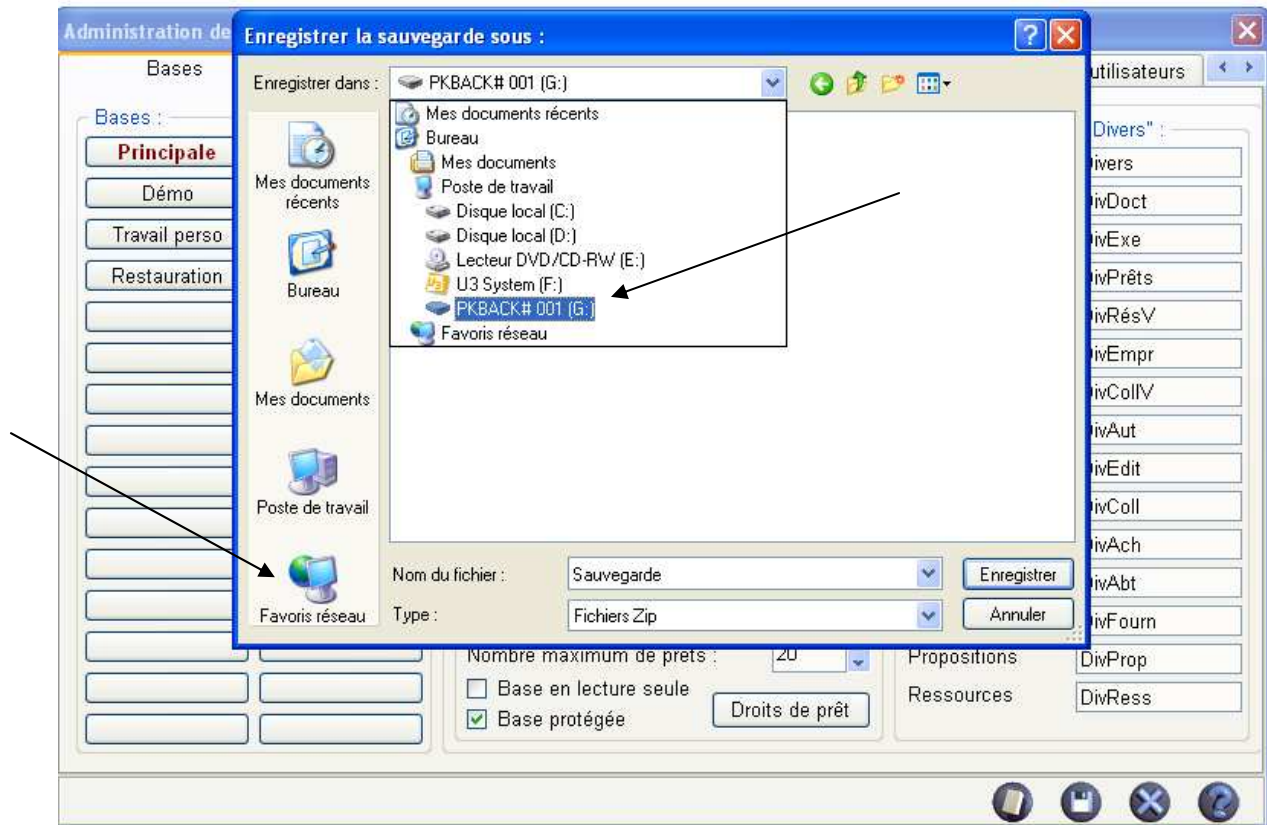 Administration de
Enregistrer la sauvegarde sous :
Bases
utilisateurs
Enregistrer dans :
PKBACK# 001 (G:)
Mes documents récents
Bureau
Mes documents
Poste de travail
Disque local (C:)
Disque local (D:)
Lecteur DVD/CD-RW (E:)
U3 System (F:)
PKBACK# 001 (G:)
Favoris réseau
Mes documents
récents
Bureau
Mes documents
Poste de travail
Favoris réseau
Nom du fichier :
Sauvegarde
Enregistrer
Type :
Fichiers Zip
Annuler
Bases :
Principale
Démo
Travail perso
Restauration
Divers" :
ivers
ivDoct
ivExe
ivPrêts
ivRésV
ivEmpr
ivCollV
ivAut
ivEdit
ivColl
ivAch
ivAbt
ivFourn
Nombre maximum de prêts :
20
Base en lecture seule
Base protégée
Droits de prêt
Propositions
DivProp
Ressources
DivRess